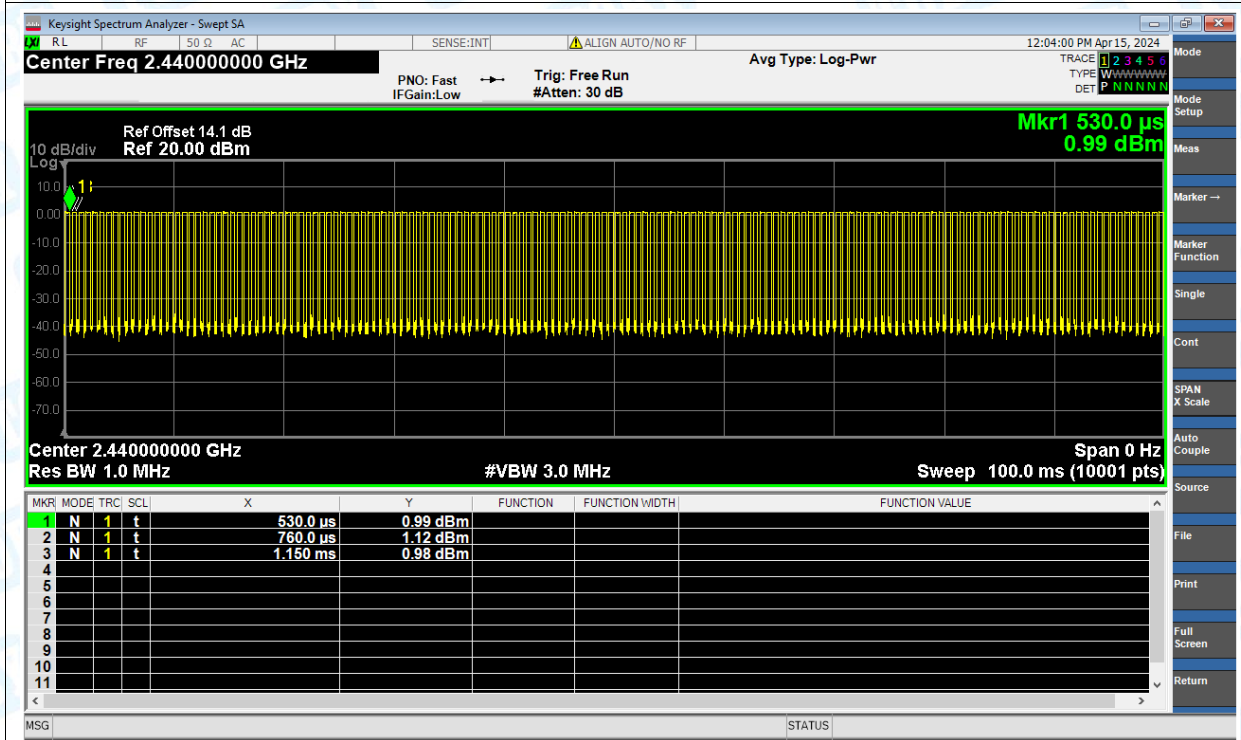 Keysight Spectrum Analyzer - Swept SA
LXI RL RF 50 Ω AC SENSE:INT ALIGN AUTO/NO RF 12:04:00 PM Apr 15, 2024
Center Freq 2.440000000 GHz
PNO: Fast
IFGain:Low
Trig: Free Run
#Atten: 30 dB
Avg Type: Log-Pwr
TRACE 1 2 3 4 5 6
TYPE WWWWWW
DET P N N N N N
Mkr1 530.0 µs
0.99 dBm
Ref Offset 14.1 dB
10 dB/div Ref 20.00 dBm
Log
10.0
0.00
-10.0
-20.0
-30.0
-40.0
-50.0
-60.0
-70.0
1
Center 2.440000000 GHz Span 0 Hz
Res BW 1.0 MHz #VBW 3.0 MHz Sweep 100.0 ms (10001 pts)
MKR MODE TRC SCL X Y FUNCTION FUNCTION WIDTH FUNCTION VALUE
1 N 1 t 530.0 µs 0.99 dBm
2 N 1 t 760.0 µs 1.12 dBm
3 N 1 t 1.150 ms 0.98 dBm
4
5
6
7
8
9
10
11
MSG STATUS
Mode
Mode
Setup
Meas
Marker →
Marker
Function
Single
Cont
SPAN
X Scale
Auto
Couple
Source
File
Print
Full
Screen
Return